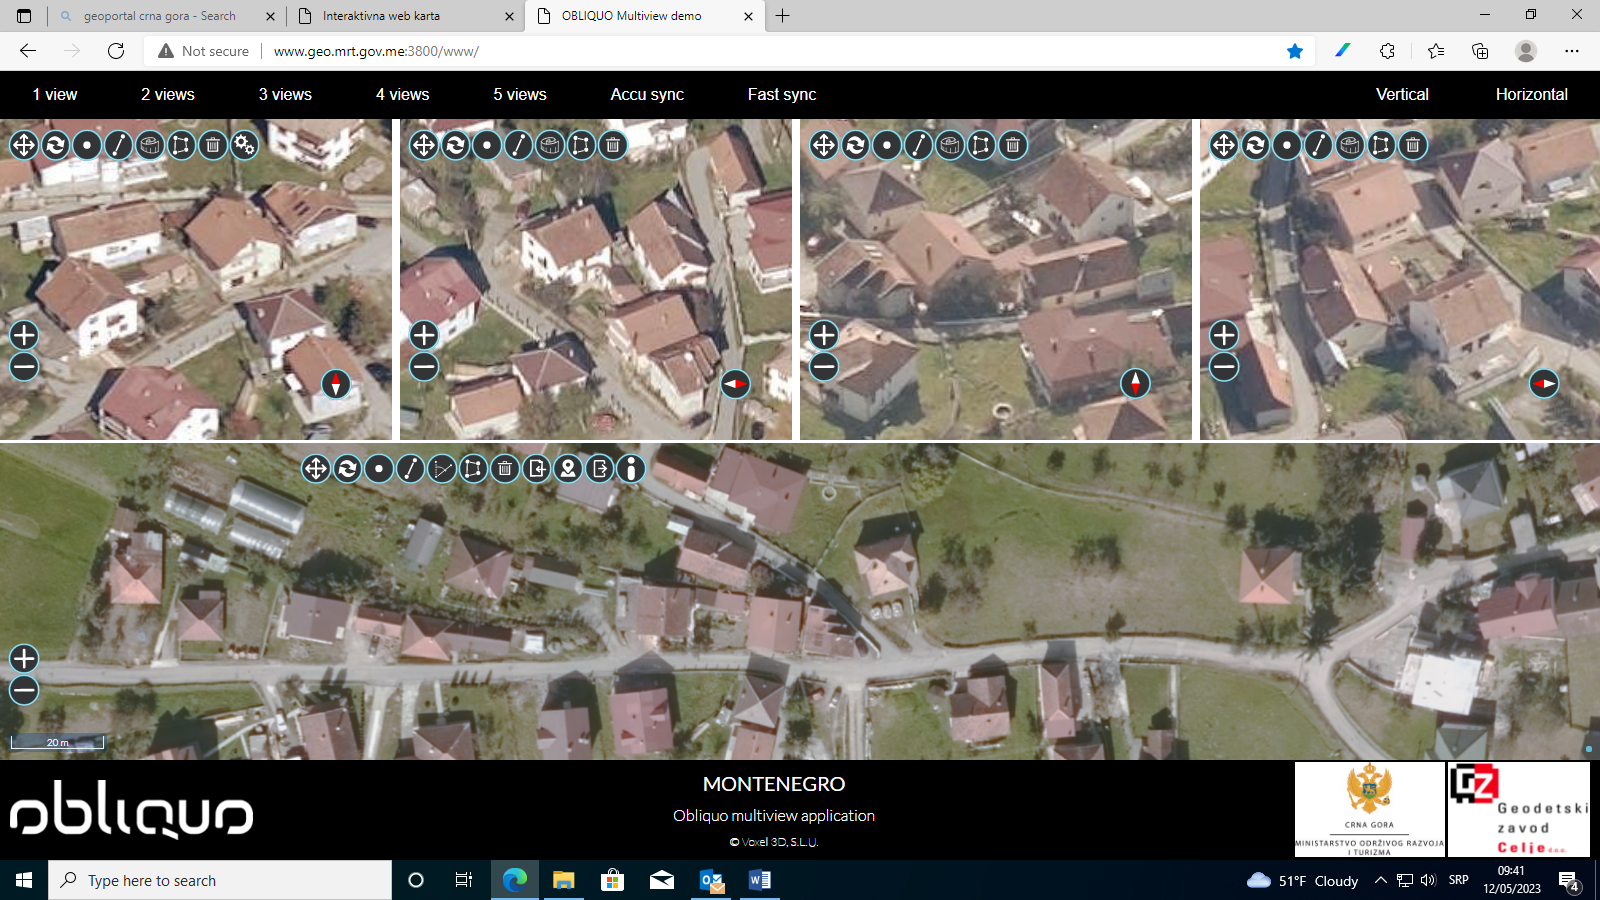 geoportal crna gora - Search
Interaktivna web karta
OBLIQUO Multiview demo
Not secure
www.geo.mrt.gov.me:3800/www/
1 view
2 views
3 views
4 views
5 views
Accu sync
Fast sync
Vertical
Horizontal
20 m
obliquo
MONTENEGRO
Obliquo multiview application
© Voxel 3D, S.L.U.
CRNA GORA
MINISTARSTVO ODRŽIVOG RAZVOJA
I TURIZMA
GZ
Geodetski
zavod
Celje d.o.o.
Type here to search
51°F Cloudy
SRP
09:41
12/05/2023
4